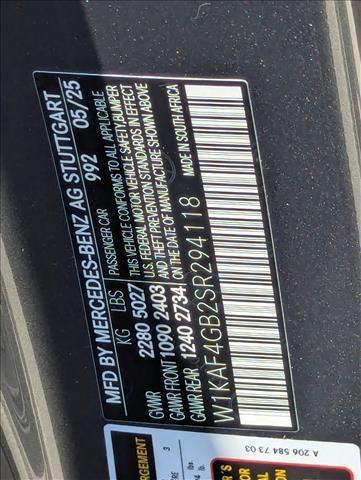 MFD BY MERCEDES-BENZ AG STUTTGART
992 05/25
KG LBS
GVWR 2280 5027
GAWR FRONT 1090 2403
GAWR REAR 1240 2734
PASSENGER CAR
THIS VEHICLE CONFORMS TO ALL APPLICABLE
U.S. FEDERAL MOTOR VEHICLE SAFETY, BUMPER
AND THEFT PREVENTION STANDARDS IN EFFECT
ON THE DATE OF MANUFACTURE SHOWN ABOVE
MADE IN SOUTH AFRICA
W1KAF4GB2SR294118
A 206 584 73 03
3
lb.